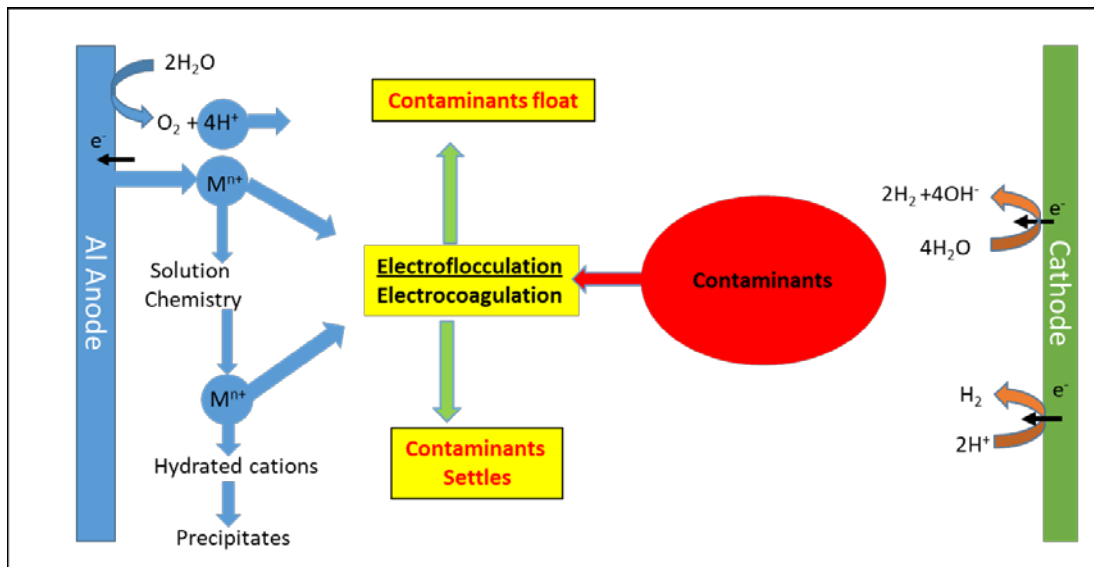 Al Anode
2H₂O
O₂ + 4H⁺
e⁻
Mⁿ⁺
Solution
Chemistry
Mⁿ⁺
Hydrated cations
Precipitates
Contaminants float
Electroflocculation
Electrocoagulation
Contaminants
Settles
Contaminants
2H₂ +4OH⁻
e⁻
4H₂O
H₂
e⁻
2H⁺
Cathode